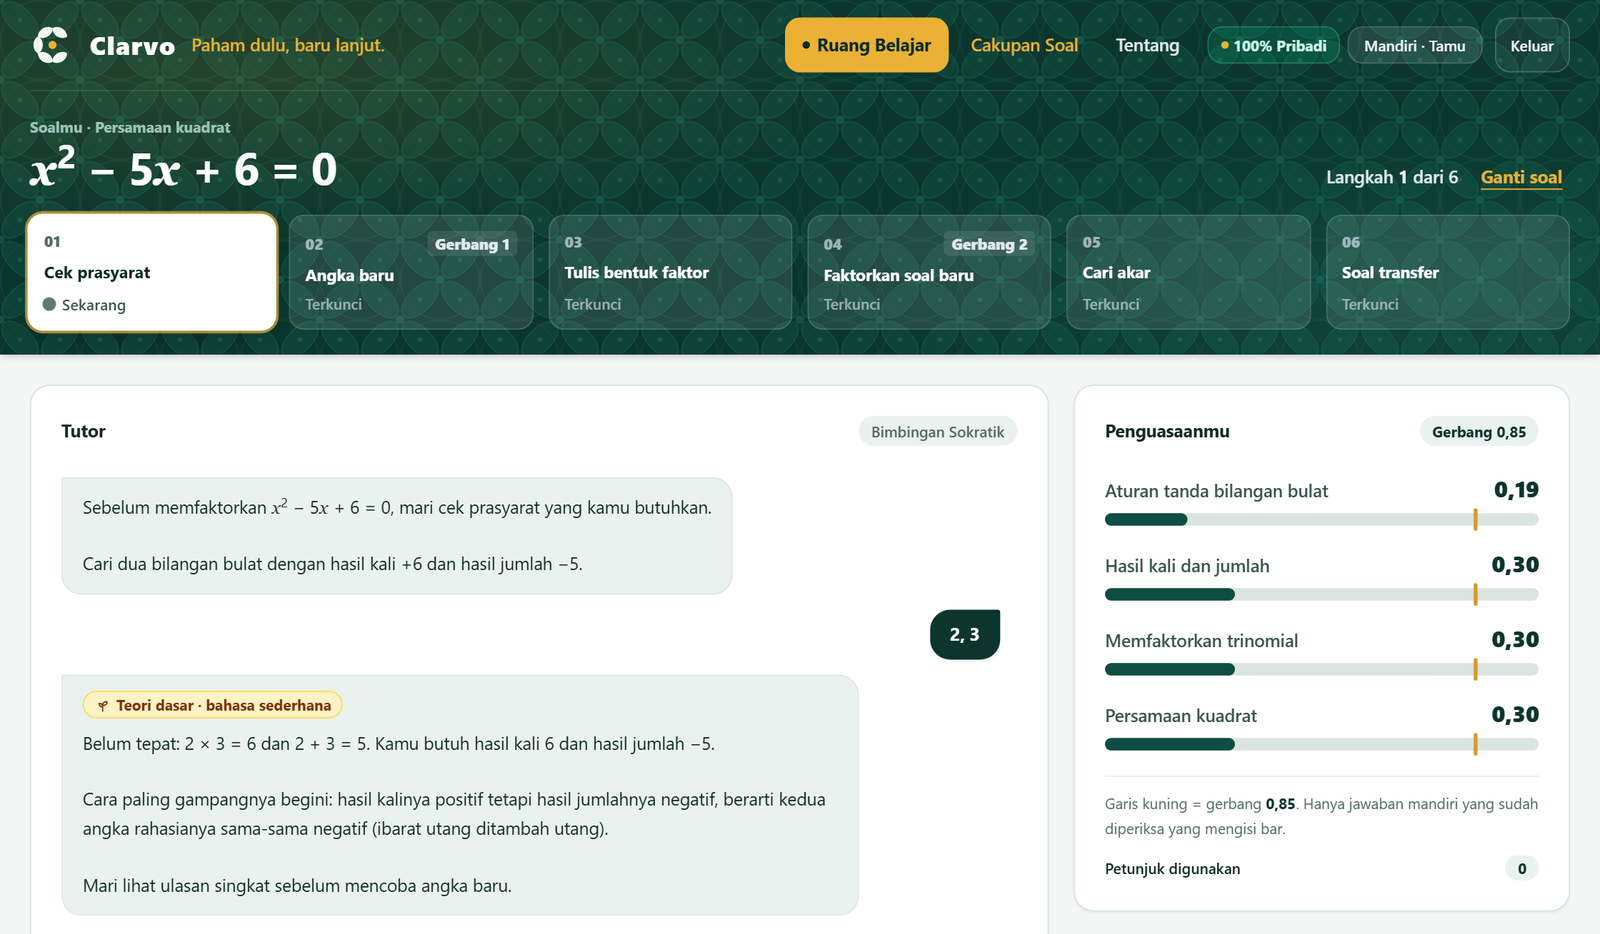 Clarvo Paham dulu, baru lanjut.
Ruang Belajar
Cakupan Soal
Tentang
100% Pribadi
Mandiri · Tamu
Keluar
Soalmu · Persamaan kuadrat
x² − 5x + 6 = 0
Langkah 1 dari 6 Ganti soal
01
Cek prasyarat
Sekarang
02 Gerbang 1
Angka baru
Terkunci
03
Tulis bentuk faktor
Terkunci
04 Gerbang 2
Faktorkan soal baru
Terkunci
05
Cari akar
Terkunci
06
Soal transfer
Terkunci
Tutor
Bimbingan Sokratik
Sebelum memfaktorkan x² − 5x + 6 = 0, mari cek prasyarat yang kamu butuhkan.
Cari dua bilangan bulat dengan hasil kali +6 dan hasil jumlah −5.
2, 3
Teori dasar · bahasa sederhana
Belum tepat: 2 × 3 = 6 dan 2 + 3 = 5. Kamu butuh hasil kali 6 dan hasil jumlah −5.
Cara paling gampangnya begini: hasil kalinya positif tetapi hasil jumlahnya negatif, berarti kedua
angka rahasianya sama-sama negatif (ibarat utang ditambah utang).
Mari lihat ulasan singkat sebelum mencoba angka baru.
Penguasaanmu
Gerbang 0,85
Aturan tanda bilangan bulat 0,19
Hasil kali dan jumlah 0,30
Memfaktorkan trinomial 0,30
Persamaan kuadrat 0,30
Garis kuning = gerbang 0,85. Hanya jawaban mandiri yang sudah
diperiksa yang mengisi bar.
Petunjuk digunakan 0